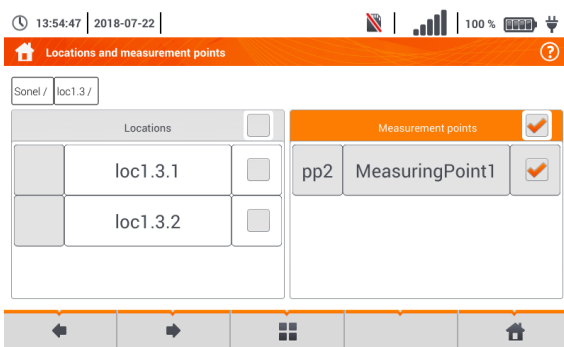 13:54:47 2018-07-22 100 %
Locations and measurement points
Sonel / loc1.3 /
Locations
loc1.3.1
loc1.3.2
Measurement points
pp2 MeasuringPoint1